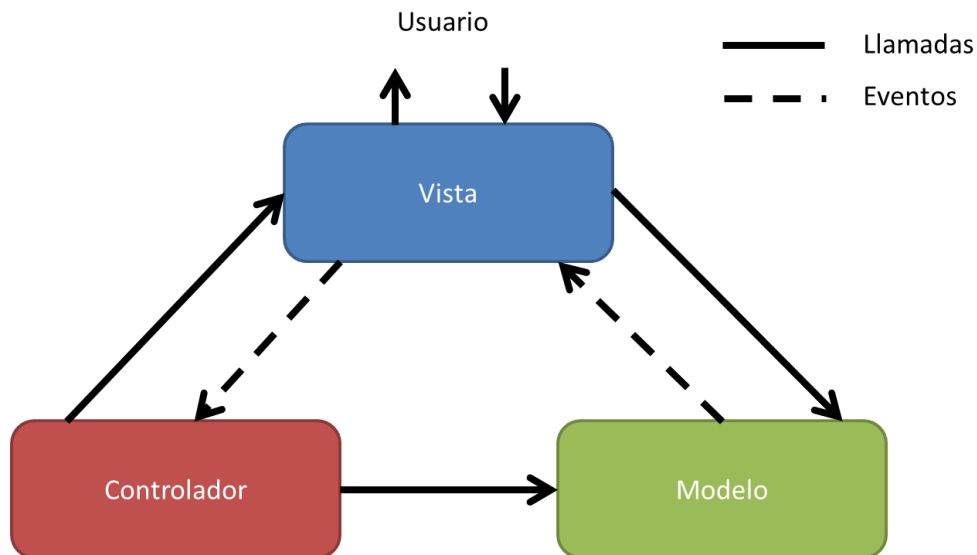 Usuario
Llamadas
Eventos
Vista
Controlador
Modelo